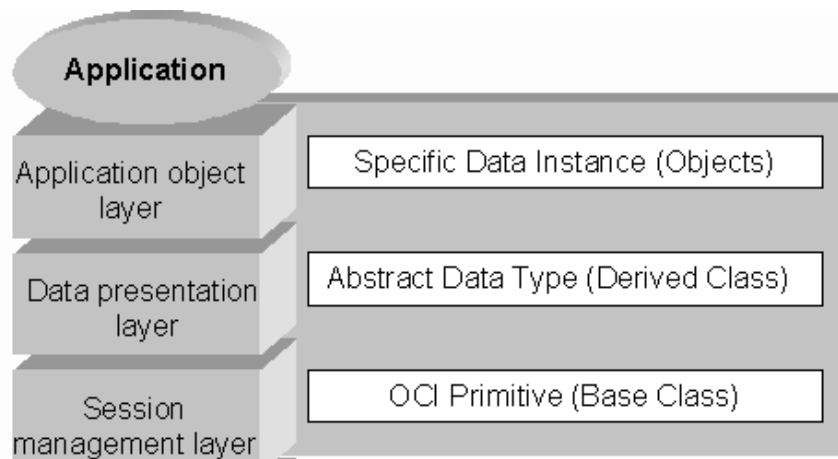 Application
Application object
layer
Specific Data Instance (Objects)
Data presentation
layer
Abstract Data Type (Derived Class)
Session
management layer
OCI Primitive (Base Class)